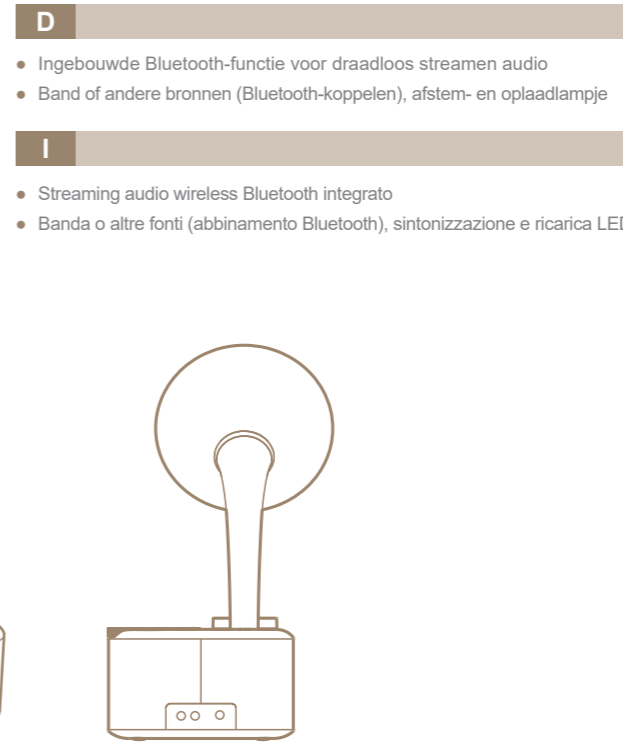 D
● Ingebouwde Bluetooth-functie voor draadloos streamen audio
● Band of andere bronnen (Bluetooth-koppelen), afstem- en oplaadlampje
I
● Streaming audio wireless Bluetooth integrato
● Banda o altre fonti (abbinamento Bluetooth), sintonizzazione e ricarica LED